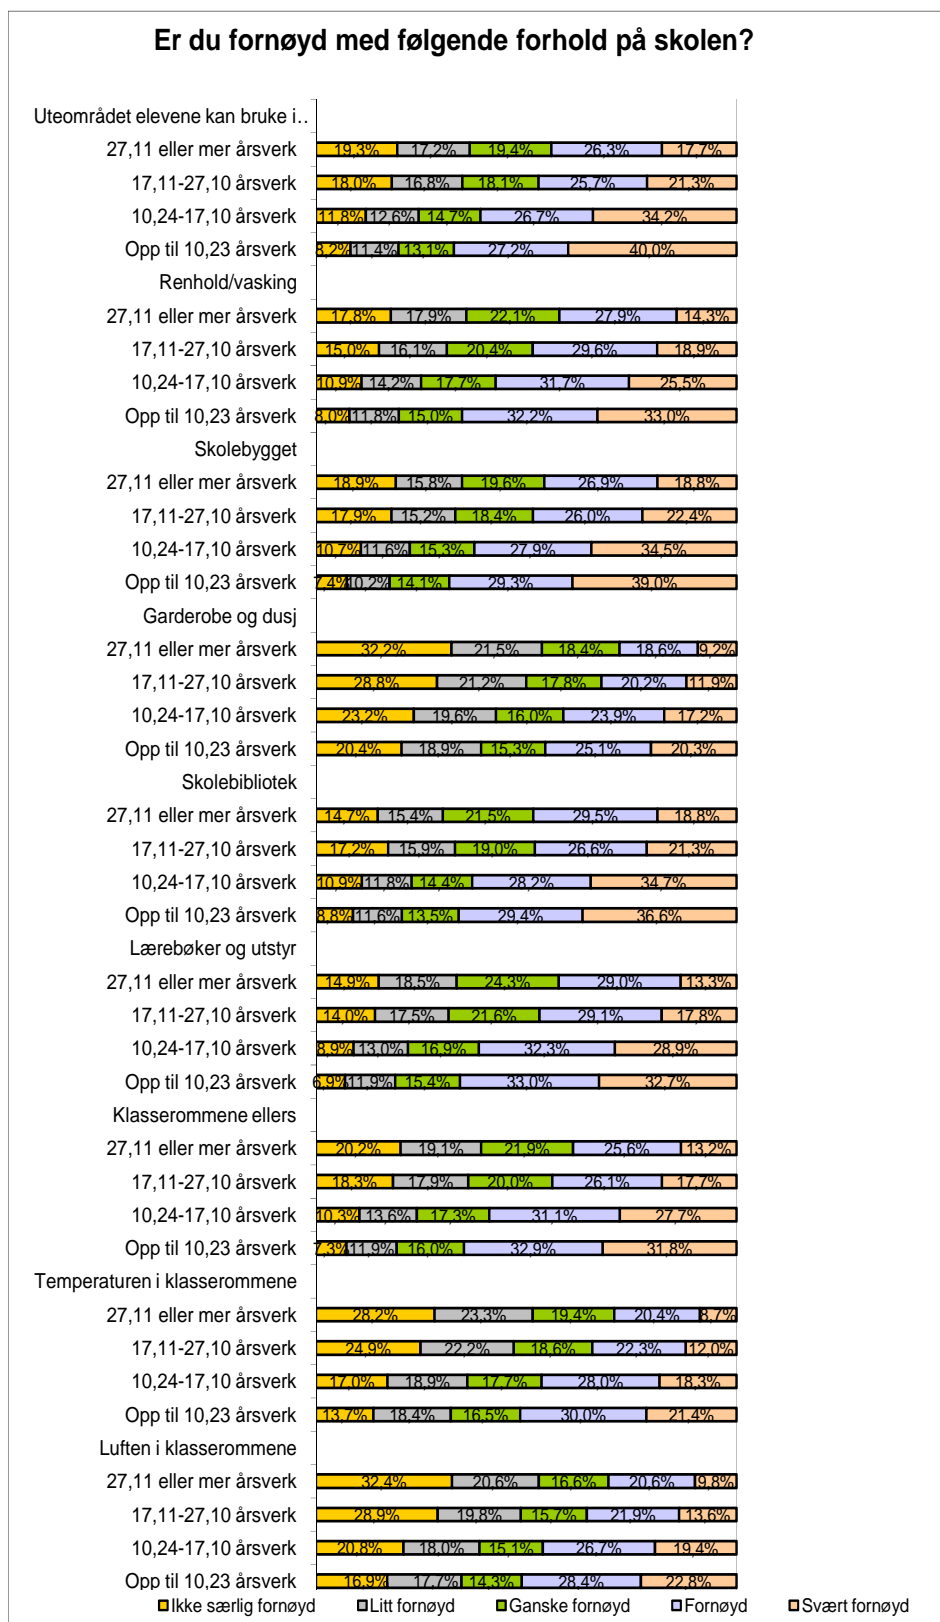 Er du fornøyd med følgende forhold på skolen?
Uteområdet elevene kan bruke i..
27,11 eller mer årsverk 19,3% 17,2% 19,4% 26,3% 17,7%
17,11-27,10 årsverk 18,0% 16,8% 18,1% 25,7% 21,3%
10,24-17,10 årsverk 11,8% 12,6% 14,7% 26,7% 34,2%
Opp til 10,23 årsverk 8,2% 11,4% 13,1% 27,2% 40,0%
Renhold/vasking
27,11 eller mer årsverk 17,8% 17,9% 22,1% 27,9% 14,3%
17,11-27,10 årsverk 15,0% 16,1% 20,4% 29,6% 18,9%
10,24-17,10 årsverk 10,9% 14,2% 17,7% 31,7% 25,5%
Opp til 10,23 årsverk 8,0% 11,8% 15,0% 32,2% 33,0%
Skolebygget
27,11 eller mer årsverk 18,9% 15,8% 19,6% 26,9% 18,8%
17,11-27,10 årsverk 17,9% 15,2% 18,4% 26,0% 22,4%
10,24-17,10 årsverk 10,7% 11,6% 15,3% 27,9% 34,5%
Opp til 10,23 årsverk 7,4% 10,2% 14,1% 29,3% 39,0%
Garderobe og dusj
27,11 eller mer årsverk 32,2% 21,5% 18,4% 18,6% 9,2%
17,11-27,10 årsverk 28,8% 21,2% 17,8% 20,2% 11,9%
10,24-17,10 årsverk 23,2% 19,6% 16,0% 23,9% 17,2%
Opp til 10,23 årsverk 20,4% 18,9% 15,3% 25,1% 20,3%
Skolebibliotek
27,11 eller mer årsverk 14,7% 15,4% 21,5% 29,5% 18,8%
17,11-27,10 årsverk 17,2% 15,9% 19,0% 26,6% 21,3%
10,24-17,10 årsverk 10,9% 11,8% 14,4% 28,2% 34,7%
Opp til 10,23 årsverk 8,8% 11,6% 13,5% 29,4% 36,6%
Lærebøker og utstyr
27,11 eller mer årsverk 14,9% 18,5% 24,3% 29,0% 13,3%
17,11-27,10 årsverk 14,0% 17,5% 21,6% 29,1% 17,8%
10,24-17,10 årsverk 8,9% 13,0% 16,9% 32,3% 28,9%
Opp til 10,23 årsverk 6,9% 11,9% 15,4% 33,0% 32,7%
Klasserommene ellers
27,11 eller mer årsverk 20,2% 19,1% 21,9% 25,6% 13,2%
17,11-27,10 årsverk 18,3% 17,9% 20,0% 26,1% 17,7%
10,24-17,10 årsverk 10,3% 13,6% 17,3% 31,1% 27,7%
Opp til 10,23 årsverk 7,3% 11,9% 16,0% 32,9% 31,8%
Temperaturen i klasserommene
27,11 eller mer årsverk 28,2% 23,3% 19,4% 20,4% 8,7%
17,11-27,10 årsverk 24,9% 22,2% 18,6% 22,3% 12,0%
10,24-17,10 årsverk 17,0% 18,9% 17,7% 28,0% 18,3%
Opp til 10,23 årsverk 13,7% 18,4% 16,5% 30,0% 21,4%
Luften i klasserommene
27,11 eller mer årsverk 32,4% 20,6% 16,6% 20,6% 9,8%
17,11-27,10 årsverk 28,9% 19,8% 15,7% 21,9% 13,6%
10,24-17,10 årsverk 20,8% 18,0% 15,1% 26,7% 19,4%
Opp til 10,23 årsverk 16,9% 17,7% 14,3% 28,4% 22,8%
Ikke særlig fornøyd Litt fornøyd Ganske fornøyd Fornøyd Svært fornøyd